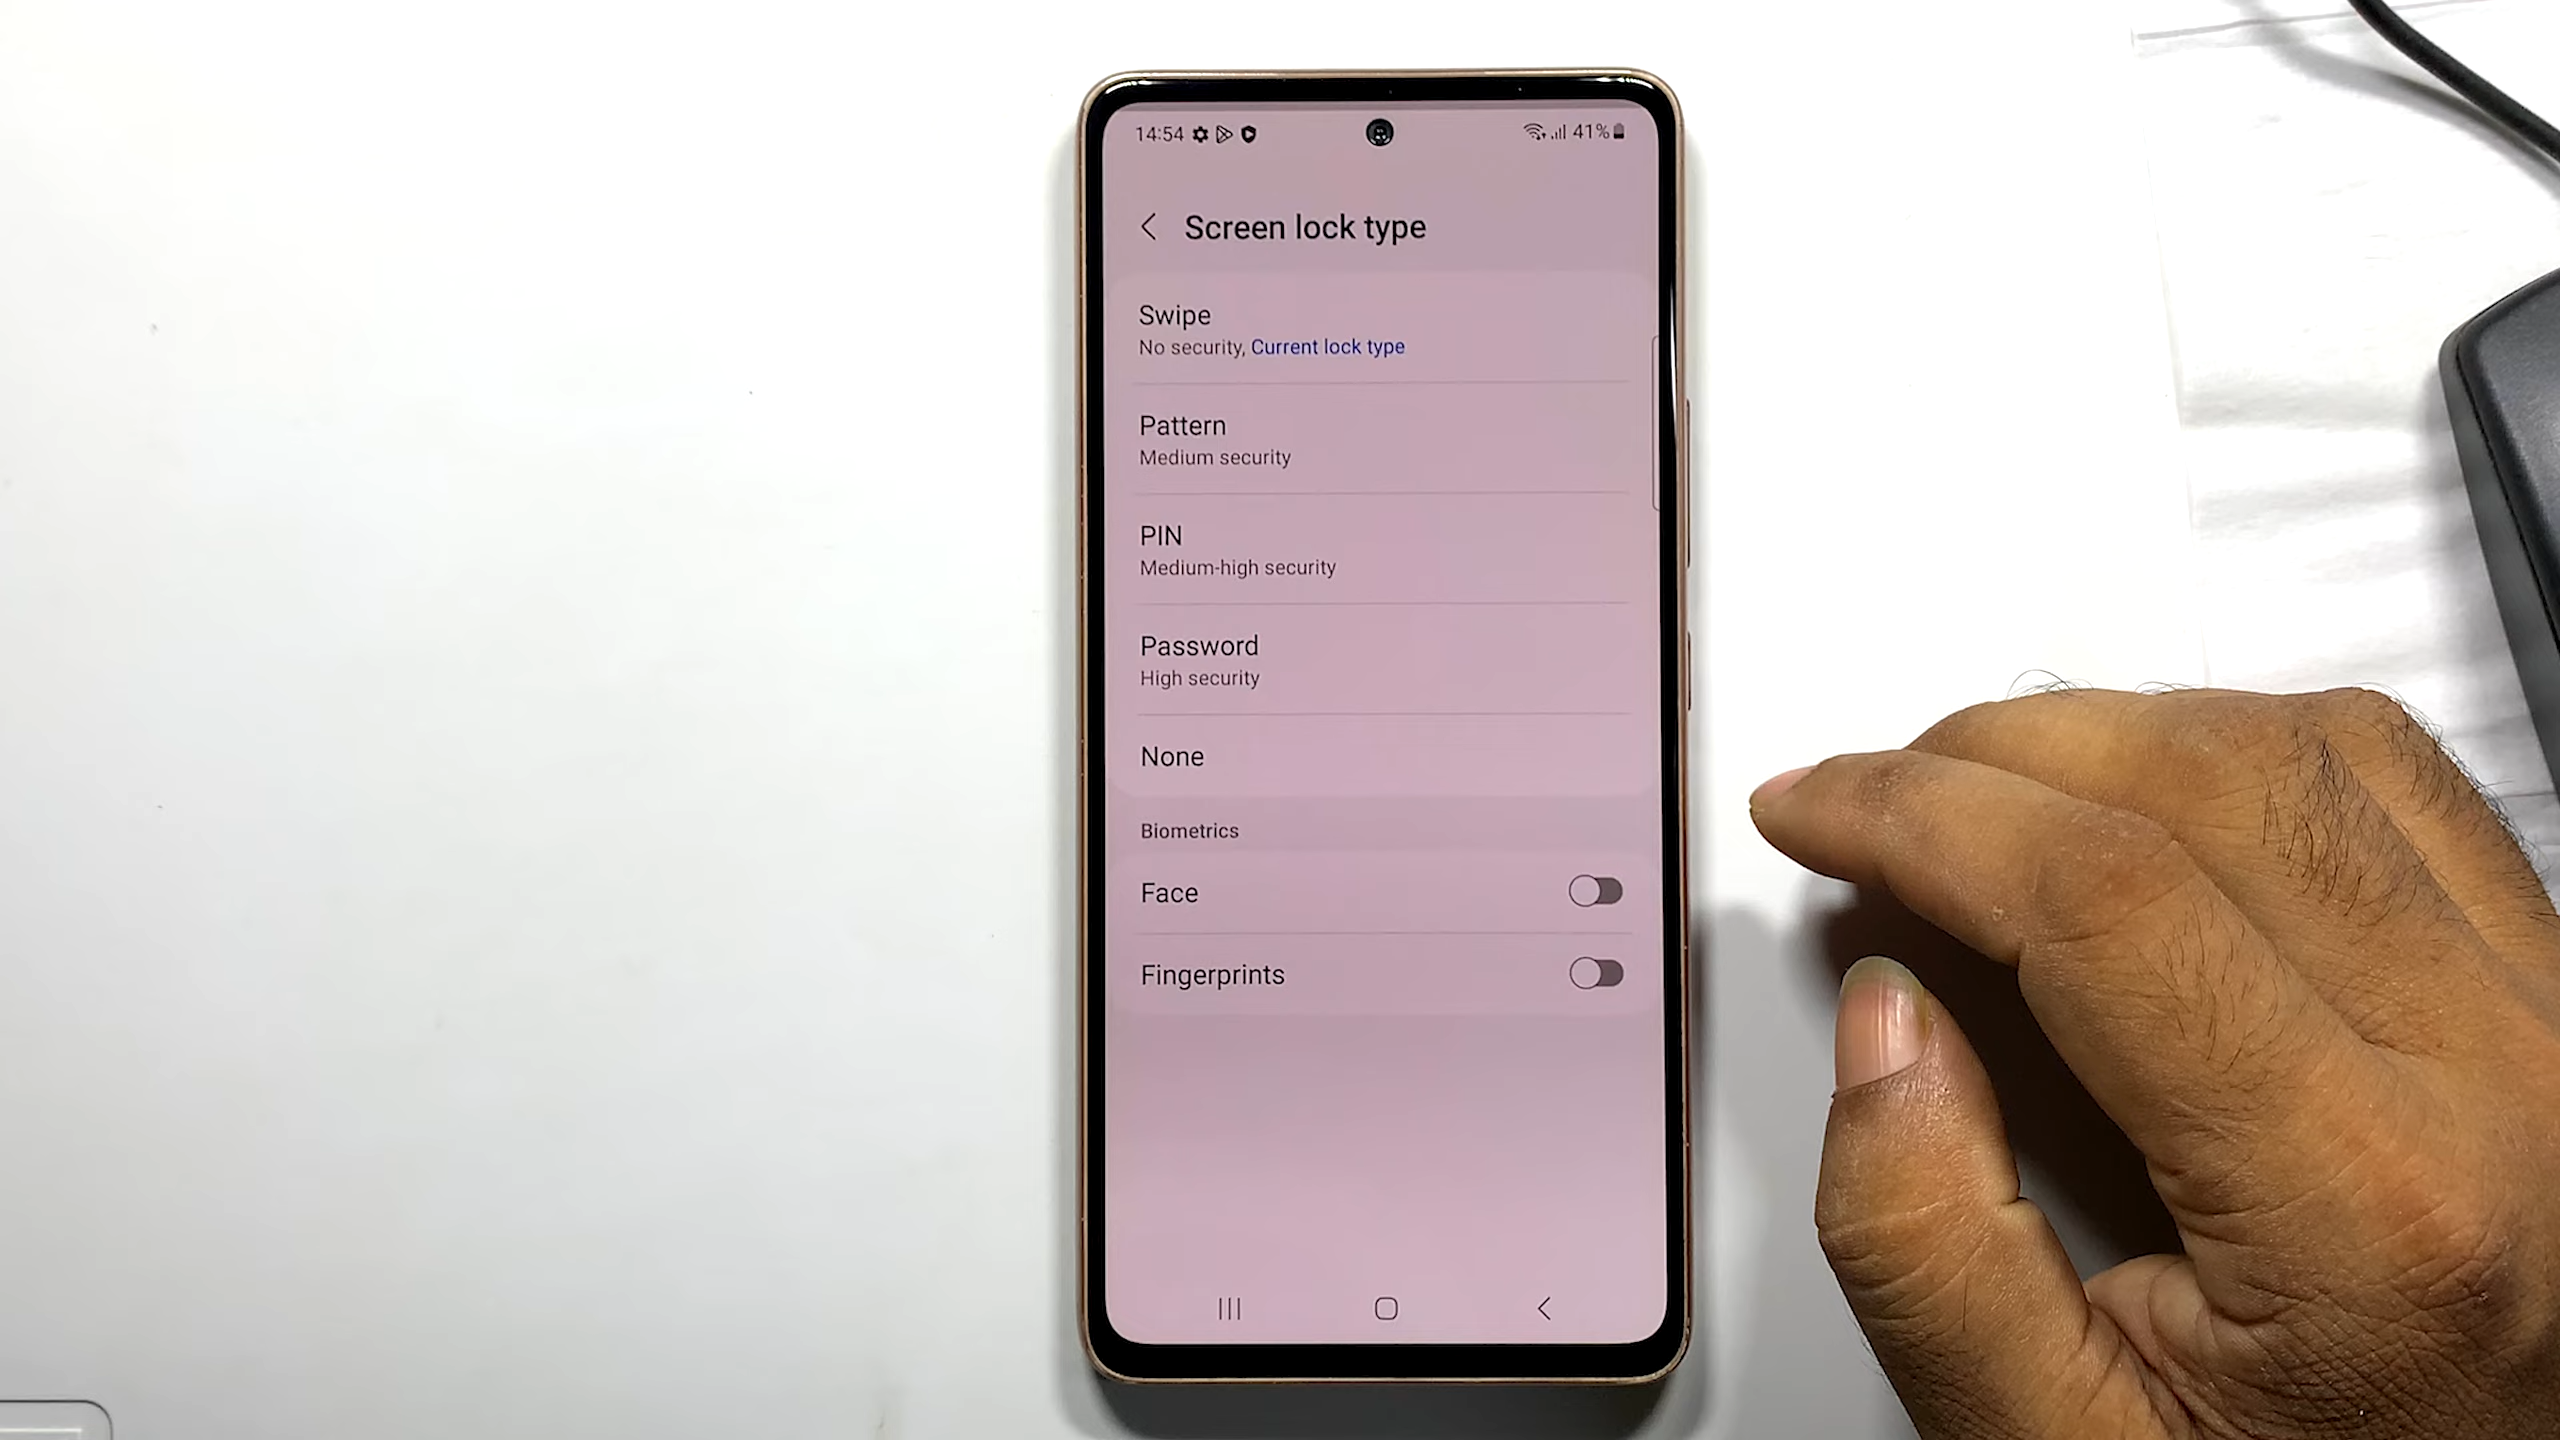 14:54 41%
Screen lock type
Swipe
No security, Current lock type
Pattern
Medium security
PIN
Medium-high security
Password
High security
None
Biometrics
Face
Fingerprints